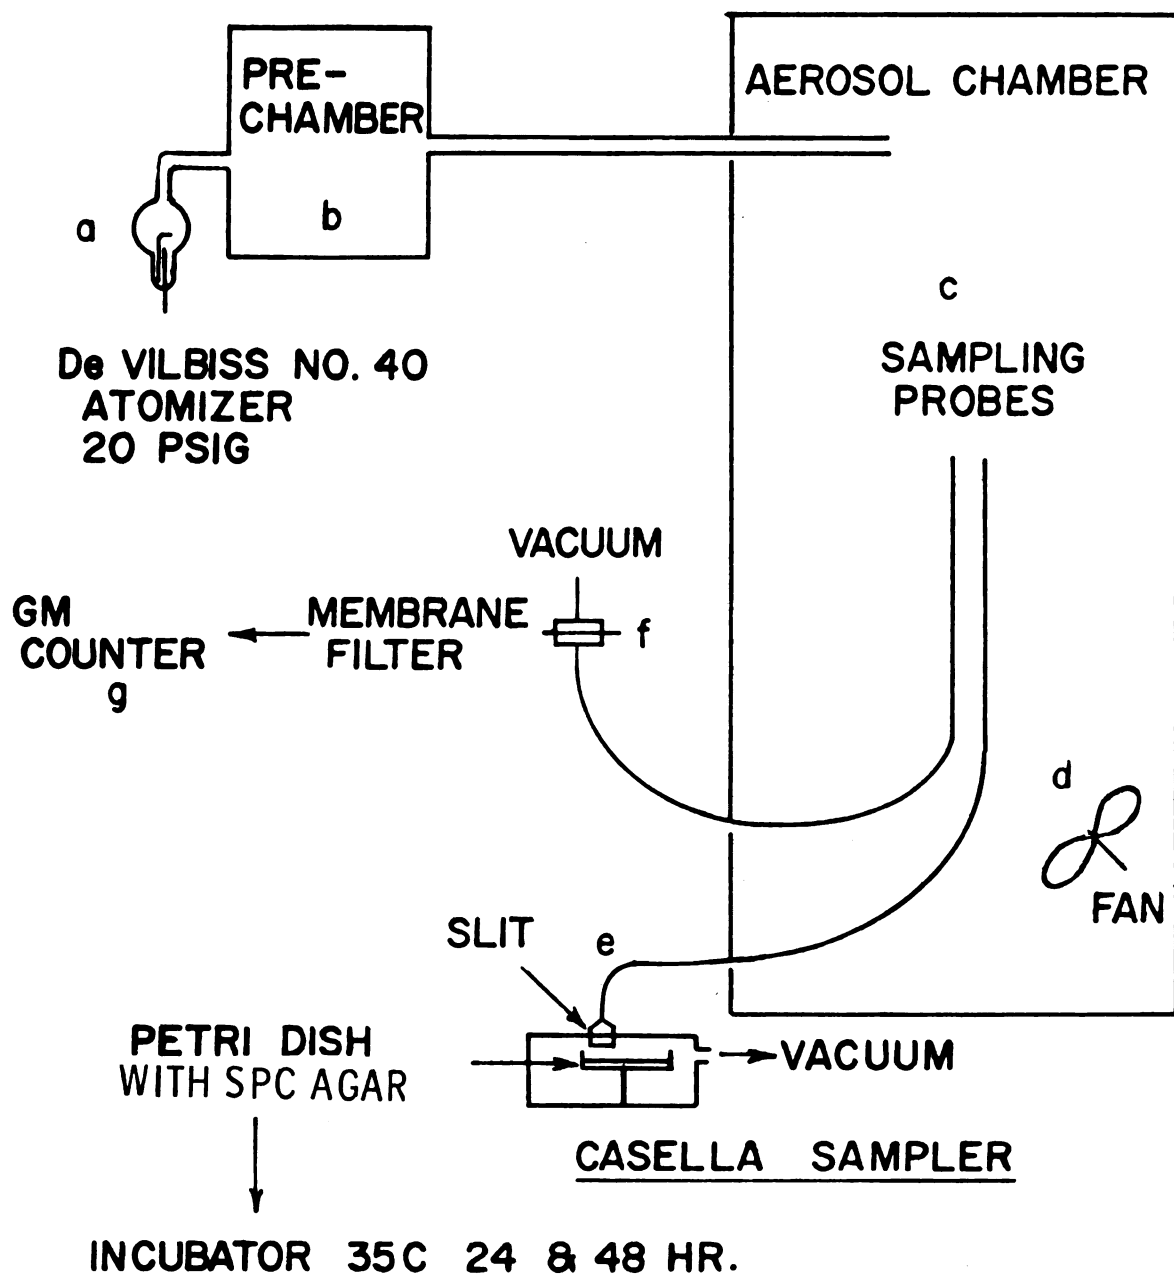 PRE-
CHAMBER
b
AEROSOL CHAMBER
a
De VILBISS NO. 40
ATOMIZER
20 PSIG
c
SAMPLING
PROBES
VACUUM
GM
COUNTER
g
MEMBRANE
FILTER
f
d
FAN
SLIT
e
PETRI DISH
WITH SPC AGAR
VACUUM
CASELLA SAMPLER
INCUBATOR 35C 24 & 48 HR.